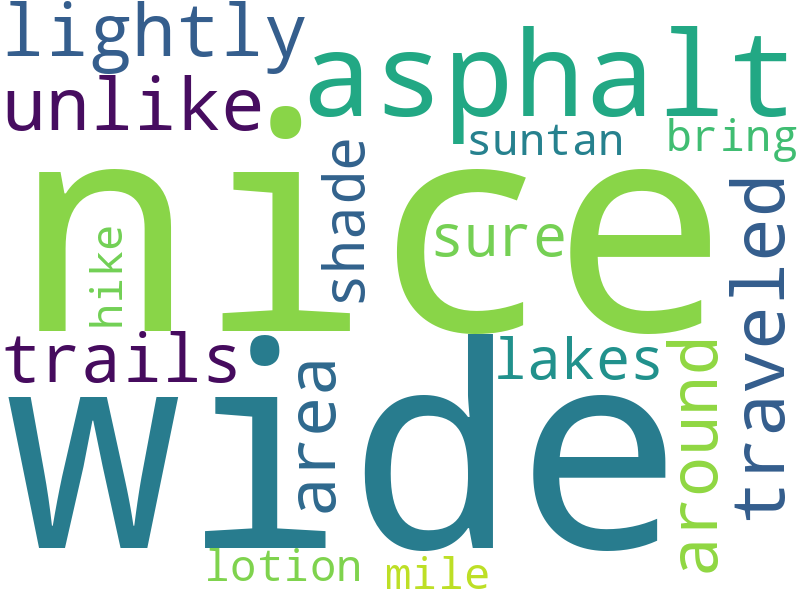 lightly
asphalt
unlike
suntan
bring
nice
shade
sure
hike
traveled
trails
lakes
wide
area
around
lotion
mile